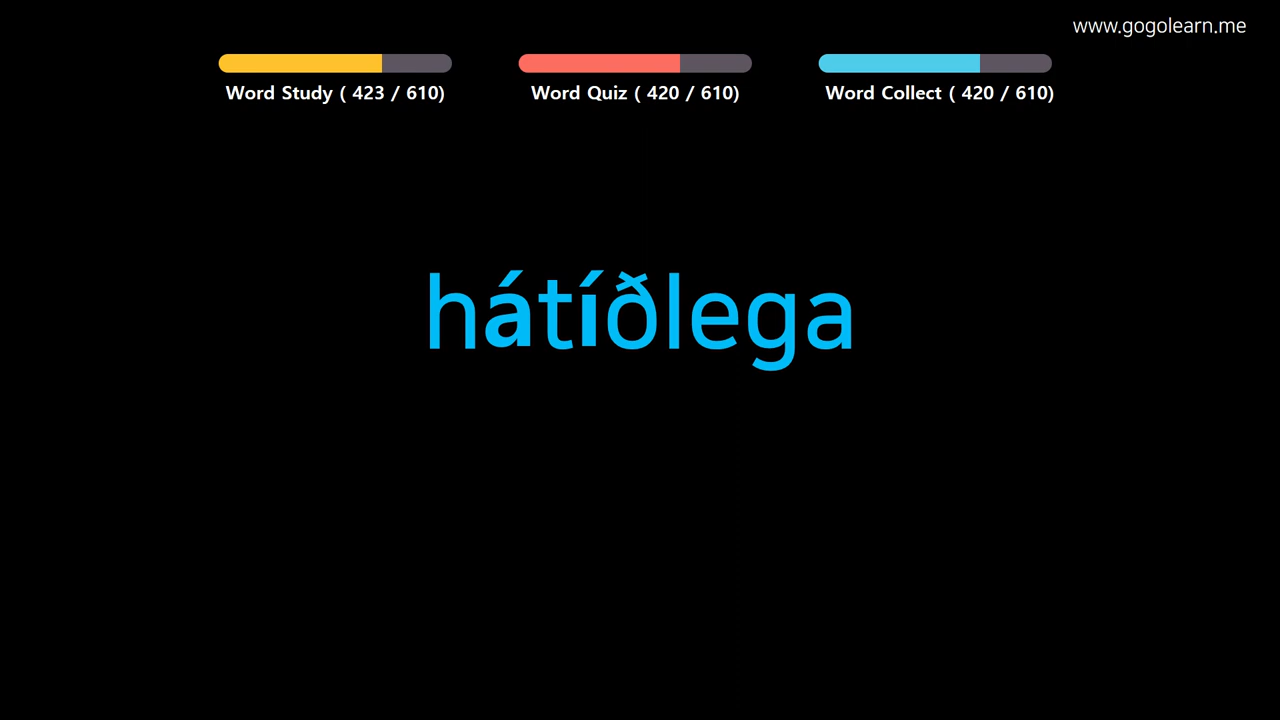 www.gogolearn.me
Word Study ( 423 / 610)
Word Quiz ( 420 / 610)
Word Collect ( 420 / 610)
hátíðlega